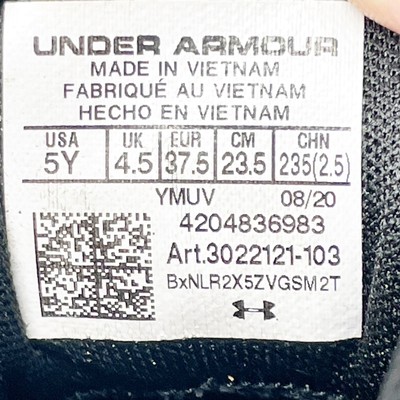 UNDER ARMOUR
MADE IN VIETNAM
FABRIQUÉ AU VIETNAM
HECHO EN VIETNAM
USA UK EUR CM CHN
5Y 4.5 37.5 23.5 235(2.5)
YMUV 08/20
4204836983
Art.3022121-103
BxNLR2X5ZVGSM2T